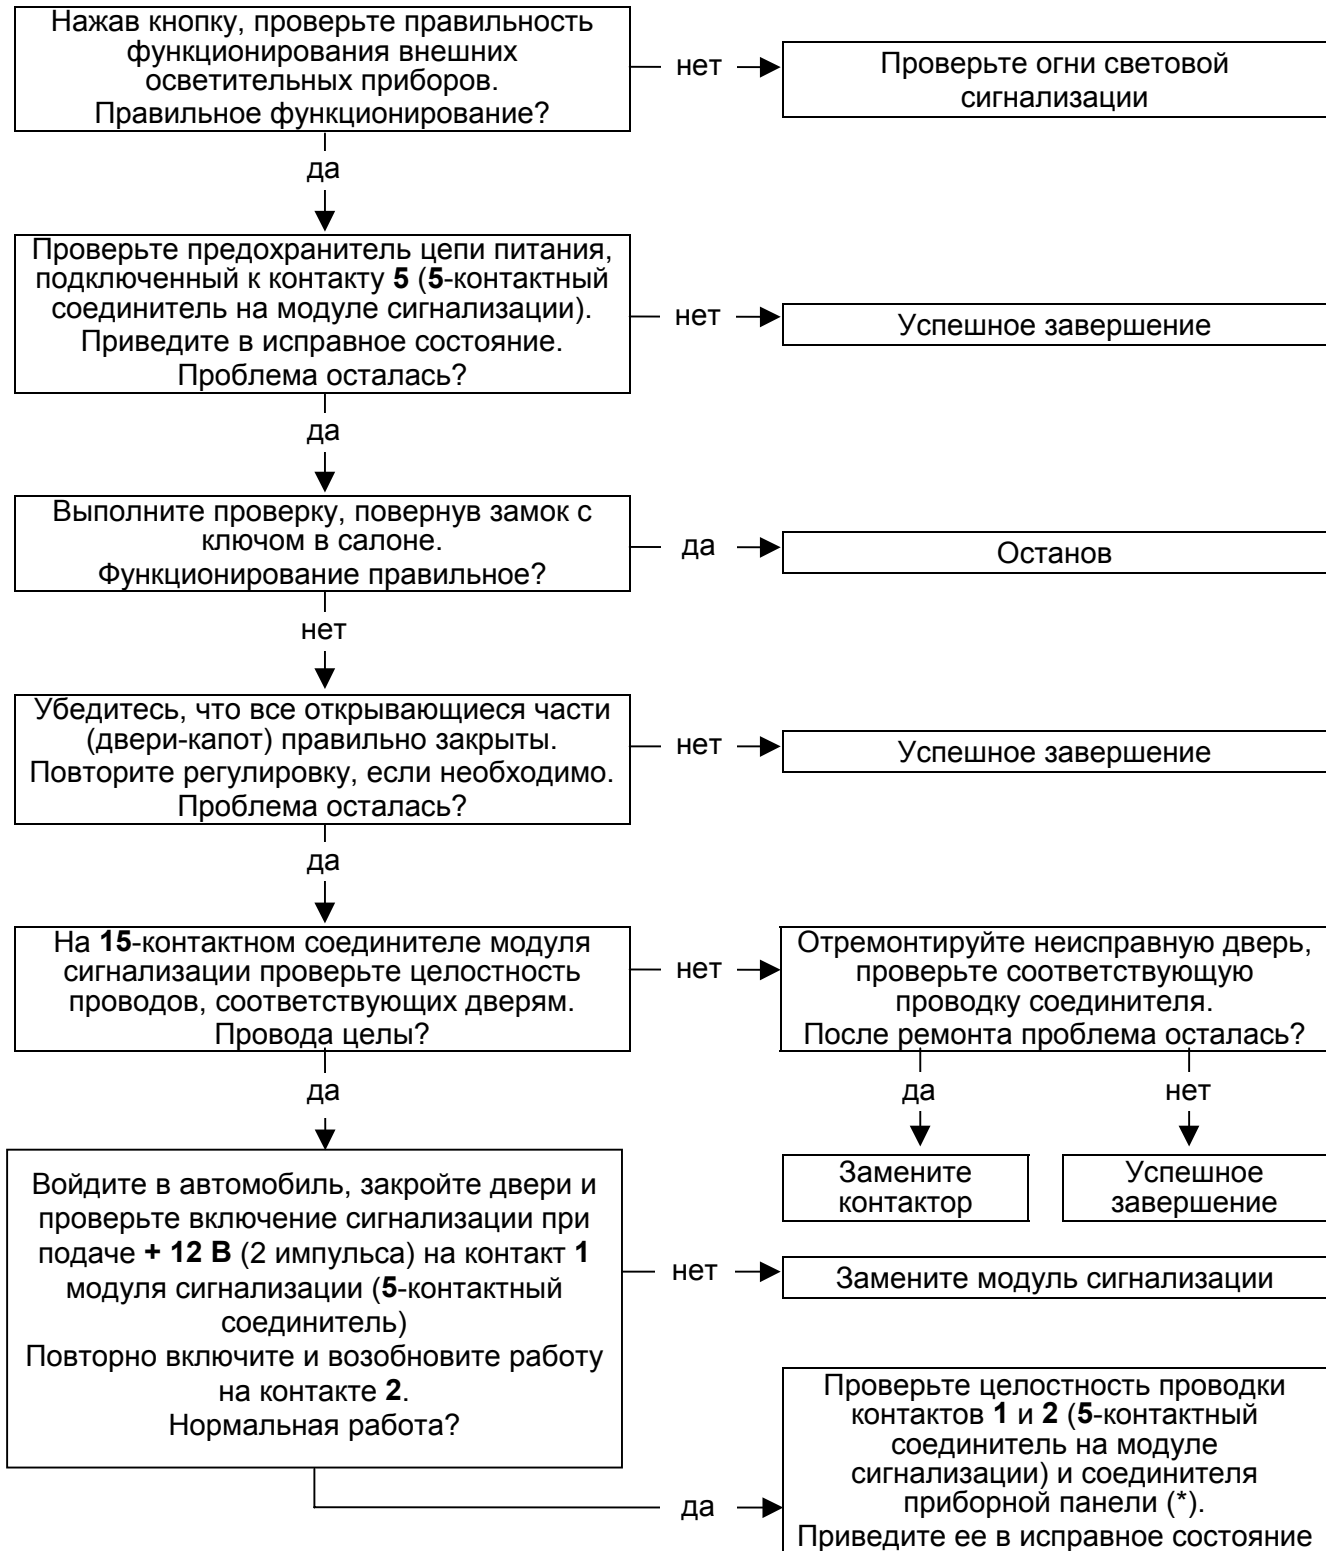 Нажав кнопку, проверьте правильность
функционирования внешних
осветительных приборов.
Правильное функционирование?
нет
Проверьте огни световой
сигнализации
да
Проверьте предохранитель цепи питания,
подключенный к контакту 5 (5-контактный
соединитель на модуле сигнализации).
Приведите в исправное состояние.
Проблема осталась?
нет
Успешное завершение
да
Выполните проверку, повернув замок с
ключом в салоне.
Функционирование правильное?
да
Останов
нет
Убедитесь, что все открывающиеся части
(двери-капот) правильно закрыты.
Повторите регулировку, если необходимо.
Проблема осталась?
нет
Успешное завершение
да
На 15-контактном соединителе модуля
сигнализации проверьте целостность
проводов, соответствующих дверям.
Провода целы?
нет
Отремонтируйте неисправную дверь,
проверьте соответствующую
проводку соединителя.
После ремонта проблема осталась?
да
да
нет
Замените
контактор
Успешное
завершение
Войдите в автомобиль, закройте двери и
проверьте включение сигнализации при
подаче + 12 В (2 импульса) на контакт 1
модуля сигнализации (5-контактный
соединитель)
Повторно включите и возобновите работу
на контакте 2.
Нормальная работа?
нет
Замените модуль сигнализации
да
Проверьте целостность проводки
контактов 1 и 2 (5-контактный
соединитель на модуле
сигнализации) и соединителя
приборной панели (*).
Приведите ее в исправное состояние